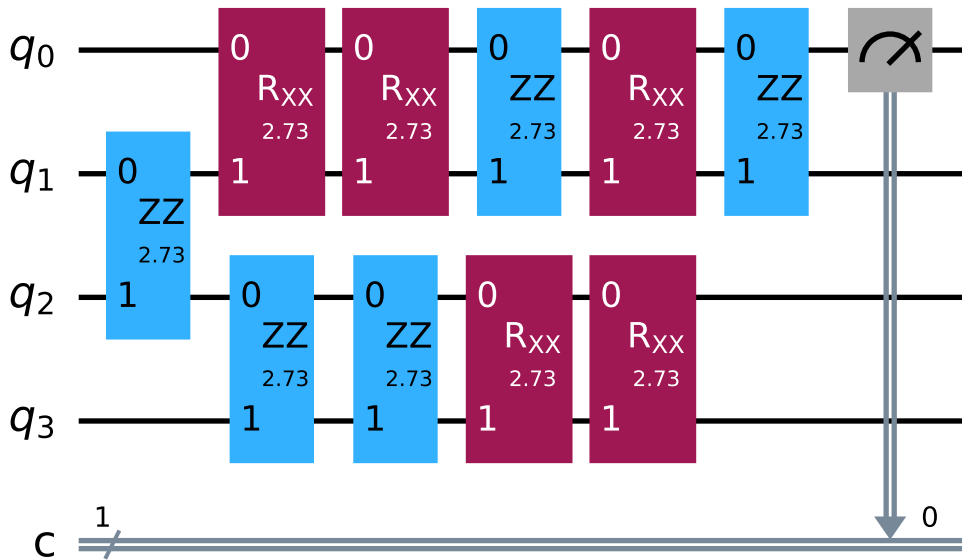 q0 0 0 0 0 0
RXX RXX ZZ RXX ZZ
2.73 2.73 2.73 2.73 2.73
q1 0 1 1 1 1 1
ZZ
2.73
q2 1 0 0 0 0
ZZ ZZ RXX RXX
2.73 2.73 2.73 2.73
q3 1 1 1 1
1 0
c